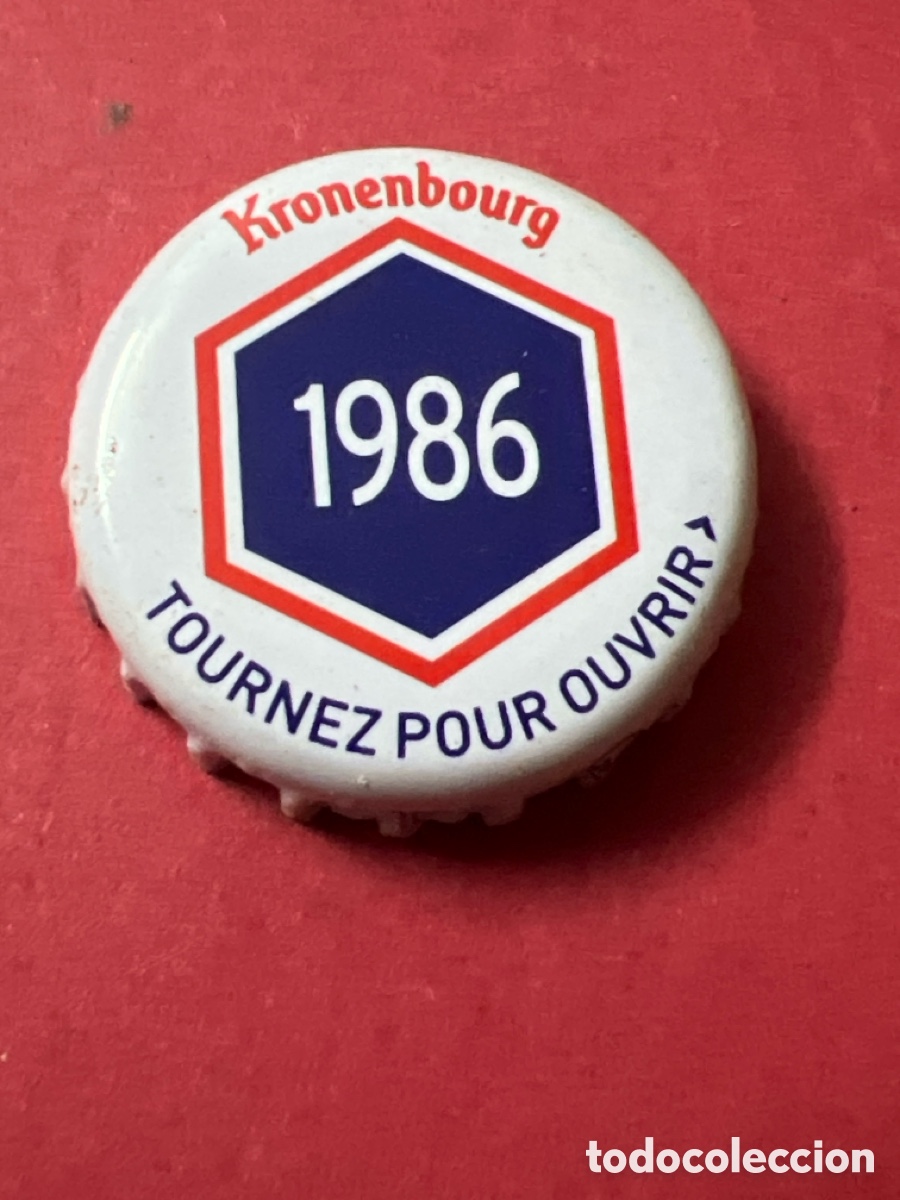 Kronenbourg
1986
TOURNEZ POUR OUVRIR >
todocoleccion